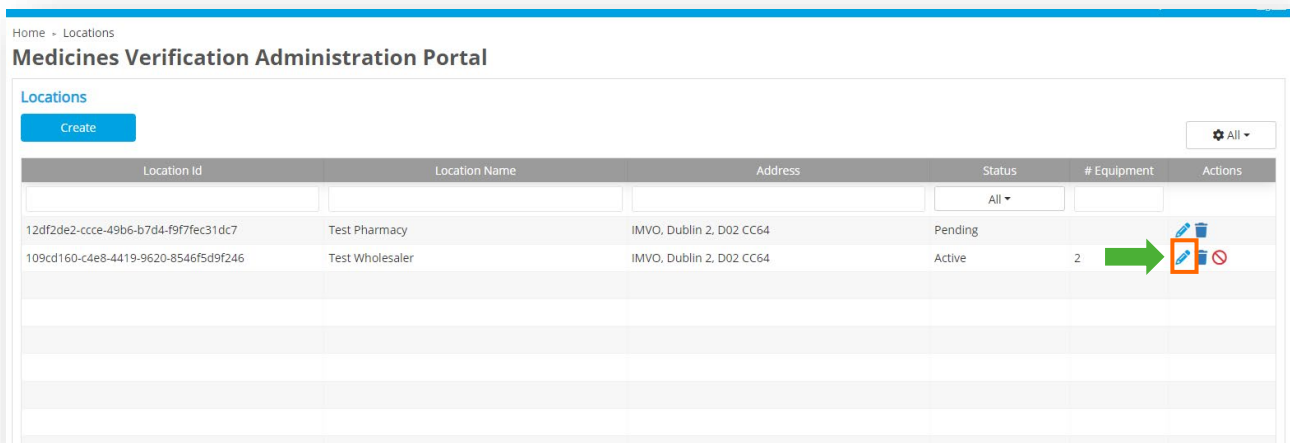 Home - Locations
Medicines Verification Administration Portal
Locations
Create
All
Location Id Location Name Address Status # Equipment Actions
All
12df2de2-ccce-49b6-b7d4-f9f7fec31dc7 Test Pharmacy IMVO, Dublin 2, D02 CC64 Pending
109cd160-c4e8-4419-9620-8546f5d9f246 Test Wholesaler IMVO, Dublin 2, D02 CC64 Active 2